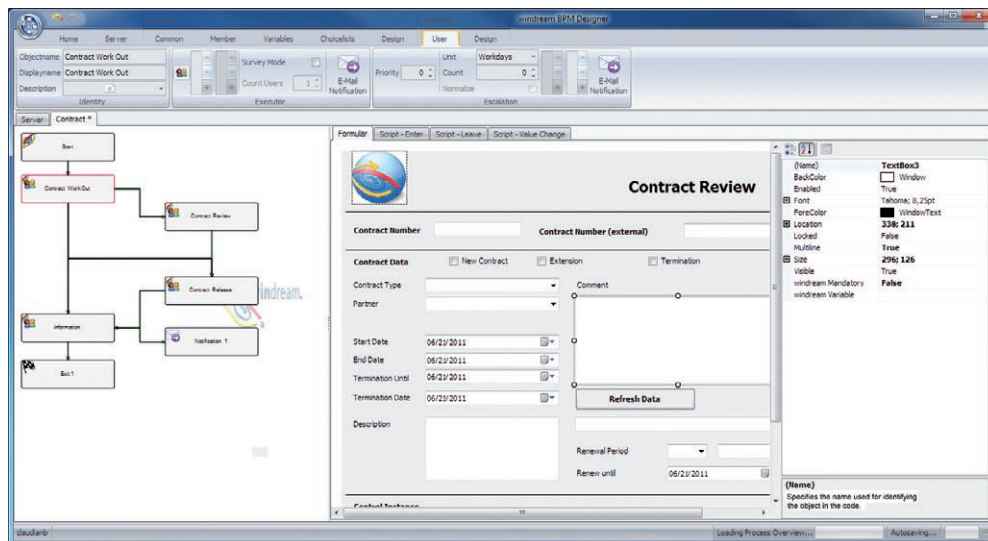 windream BPM Designer
Home Server Common Member Variables Choicelists Design User Design
Objectname Contract Work Out
Displayname Contract Work Out
Description
Identity
Survey Mode
Count Users 1
E-Mail Notification
Executor
Priority 0
Unit Workdays
Count 0
Normalize
E-Mail Notification
Escalation
Server Contract *
Start
Contract Work Out
Contract Review
Contract Release
windream.
Information
Notification 1
Exit 1
Formular Script - Enter Script - Leave Script - Value Change
Contract Review
Contract Number Contract Number (external)
Contract Data New Contract Extension Termination
Contract Type Comment
Partner
Start Date 06/21/2011
End Date 06/21/2011
Termination Until 06/21/2011
Termination Date 06/21/2011
Refresh Data
Description
Renewal Period
Renew until 06/21/2011
Control Instance
(Name) TextBox3
BackColor Window
Enabled True
Font Tahoma; 8,25pt
ForeColor WindowText
Location 338; 211
Locked False
Multiline True
Size 296; 126
Visible True
windream Mandatory False
windream Variable
(Name)
Specifies the name used for identifying
the object in the code.
claudianb
Loading Process Overview...
Autosaving...